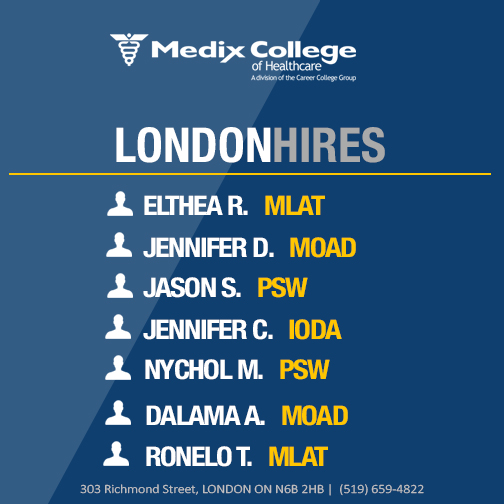 Medix College
of Healthcare
A division of the Career College Group
LONDONHIRES
ELTHEA R. MLAT
JENNIFER D. MOAD
JASON S. PSW
JENNIFER C. IODA
NYCHOL M. PSW
DALAMA A. MOAD
RONELO T. MLAT
303 Richmond Street, LONDON ON N6B 2HB | (519) 659-4822